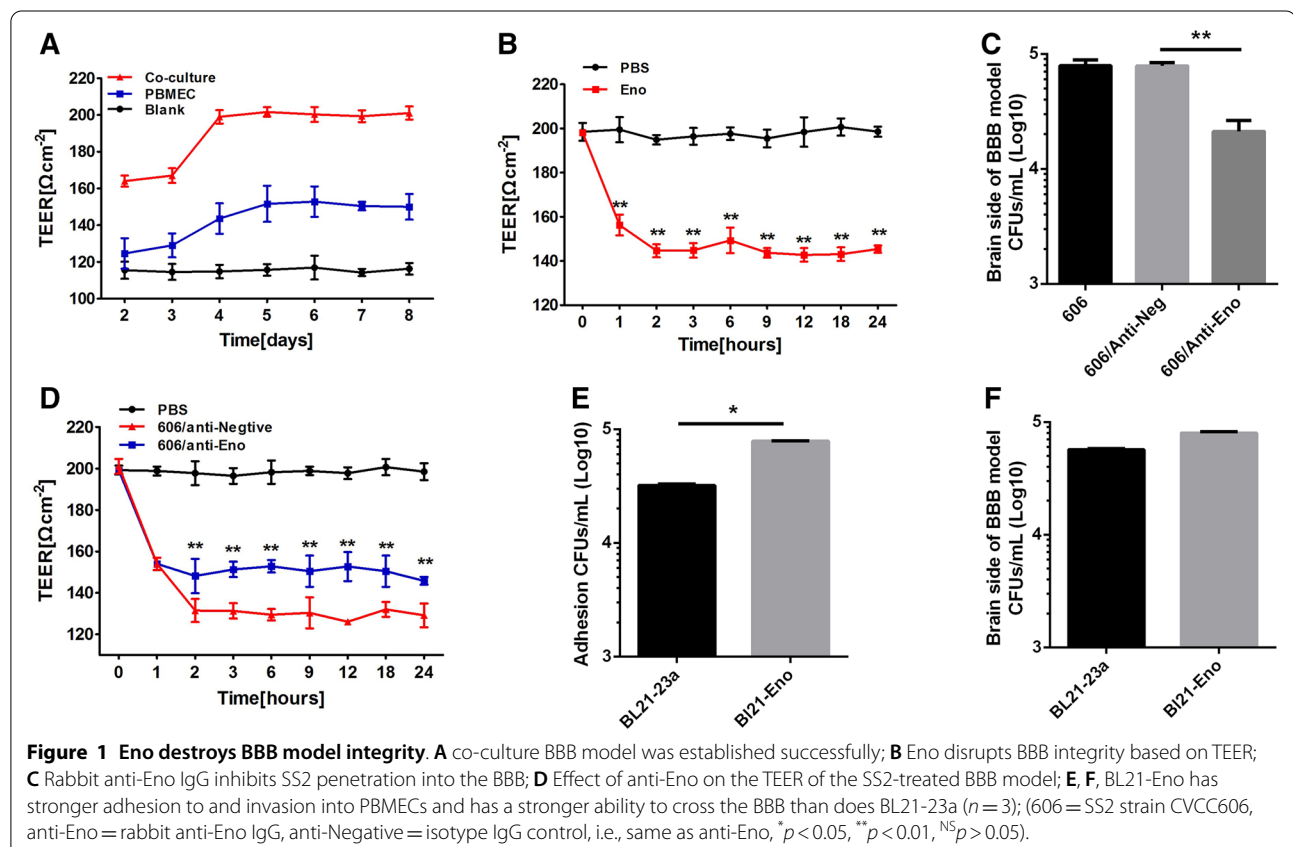 A
Co-culture
PBMEC
Blank
TEER[Ωcm-2]
220
200
180
160
140
120
100
2 3 4 5 6 7 8
Time[days]
B
PBS
Eno
TEER[Ωcm-2]
220
200
180
160
140
120
** ** ** ** ** ** ** **
0 1 2 3 6 9 12 18 24
Time[hours]
C
**
Brain side of BBB model
CFUs/mL (Log10)
5
4
3
606
606/Anti-Neg
606/Anti-Eno
D
PBS
606/anti-Negtive
606/anti-Eno
TEER[Ωcm-2]
220
200
180
160
140
120
** ** ** ** ** ** **
0 1 2 3 6 9 12 18 24
Time[hours]
E
*
Adhesion CFUs/mL (Log10)
5
4
3
BL21-23a
Bl21-Eno
F
Brain side of BBB model
CFUs/mL (Log10)
5
4
3
BL21-23a
Bl21-Eno
Figure 1 Eno destroys BBB model integrity. A co-culture BBB model was established successfully; B Eno disrupts BBB integrity based on TEER;
C Rabbit anti-Eno IgG inhibits SS2 penetration into the BBB; D Effect of anti-Eno on the TEER of the SS2-treated BBB model; E, F, BL21-Eno has
stronger adhesion to and invasion into PBMECs and has a stronger ability to cross the BBB than does BL21-23a (n = 3); (606 = SS2 strain CVCC606,
anti-Eno = rabbit anti-Eno IgG, anti-Negative = isotype IgG control, i.e., same as anti-Eno, *p < 0.05, **p < 0.01, NSp > 0.05).